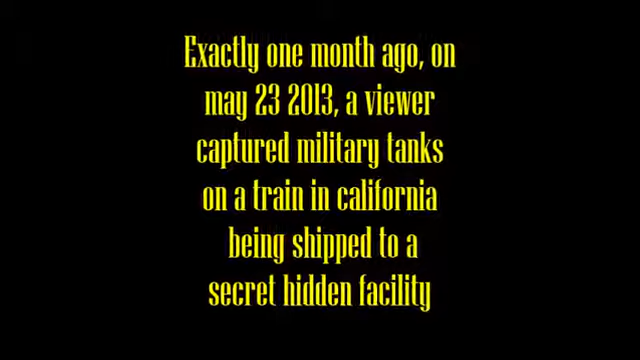 Exactly one month ago, on
may 23 2013, a viewer
captured military tanks
on a train in california
being shipped to a
secret hidden facility